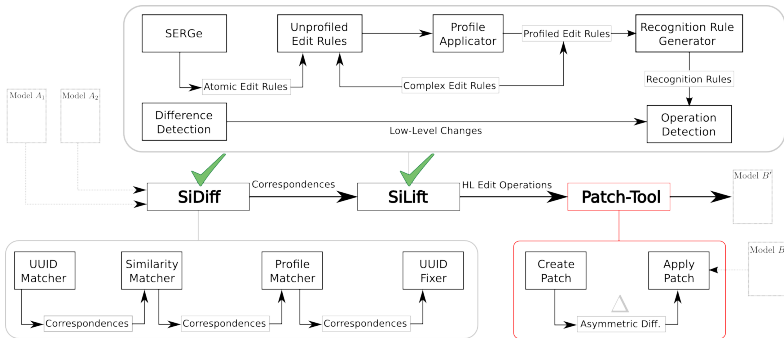 SERGe
Unprofiled
Edit Rules
Profile
Applicator
Profiled Edit Rules
Recognition Rule
Generator
Atomic Edit Rules
Complex Edit Rules
Recognition Rules
Model A₁
Model A₂
Difference
Detection
Low-Level Changes
Operation
Detection
SiDiff
Correspondences
SiLift
HL Edit Operations
Patch-Tool
Model B'
UUID
Matcher
Similarity
Matcher
Profile
Matcher
UUID
Fixer
Correspondences
Correspondences
Correspondences
Create
Patch
Apply
Patch
Δ
Asymmetric Diff.
Model B